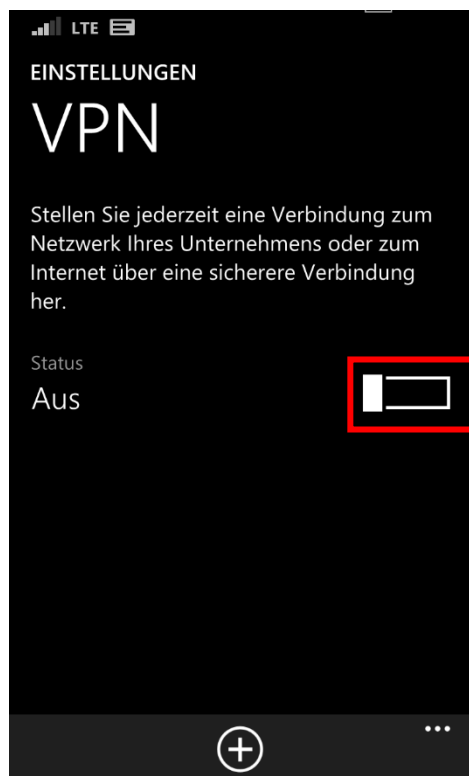 LTE
EINSTELLUNGEN
VPN
Stellen Sie jederzeit eine Verbindung zum
Netzwerk Ihres Unternehmens oder zum
Internet über eine sicherere Verbindung
her.
Status
Aus